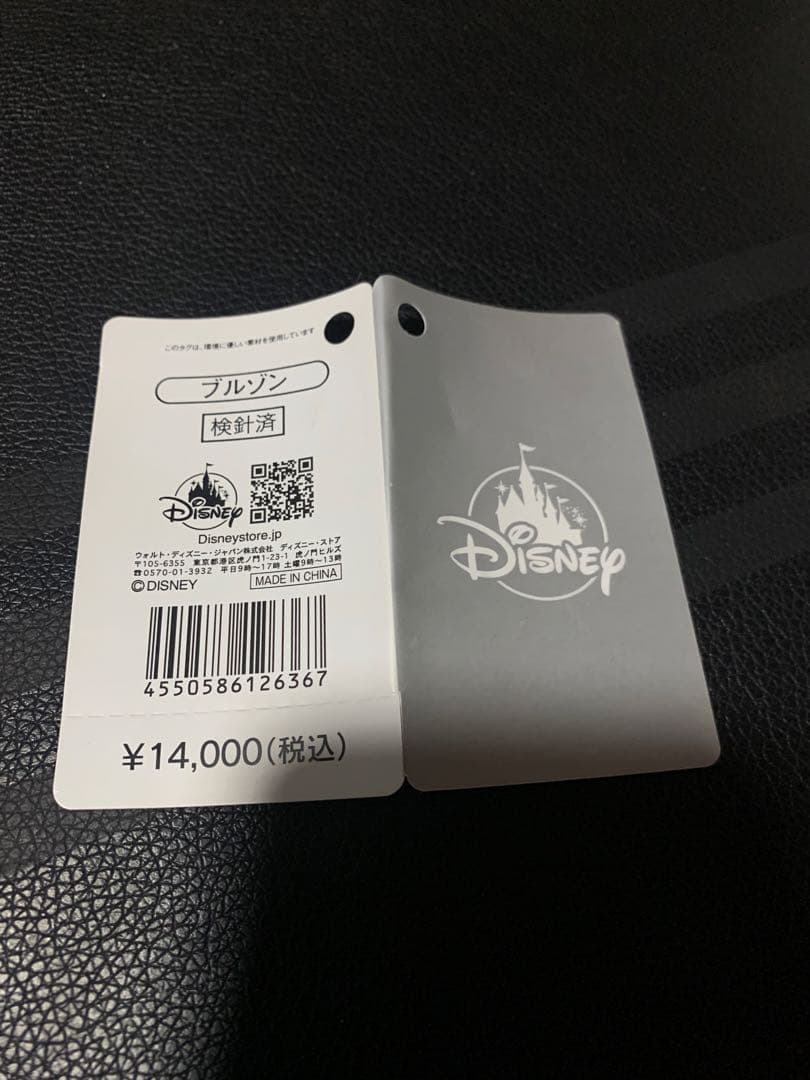 このタグは、環境に優しい素材を使用しています
ブルゾン
検針済
Disney
Disneystore.jp
ウォルト・ディズニー・ジャパン株式会社 ディズニー・ストア
〒105-6355 東京都港区虎ノ門1-23-1 虎ノ門ヒルズ
☎0570-01-3932 平日9時〜17時 土曜9時〜13時
©DISNEY
MADE IN CHINA
4550586126367
¥14,000(税込)
Disney